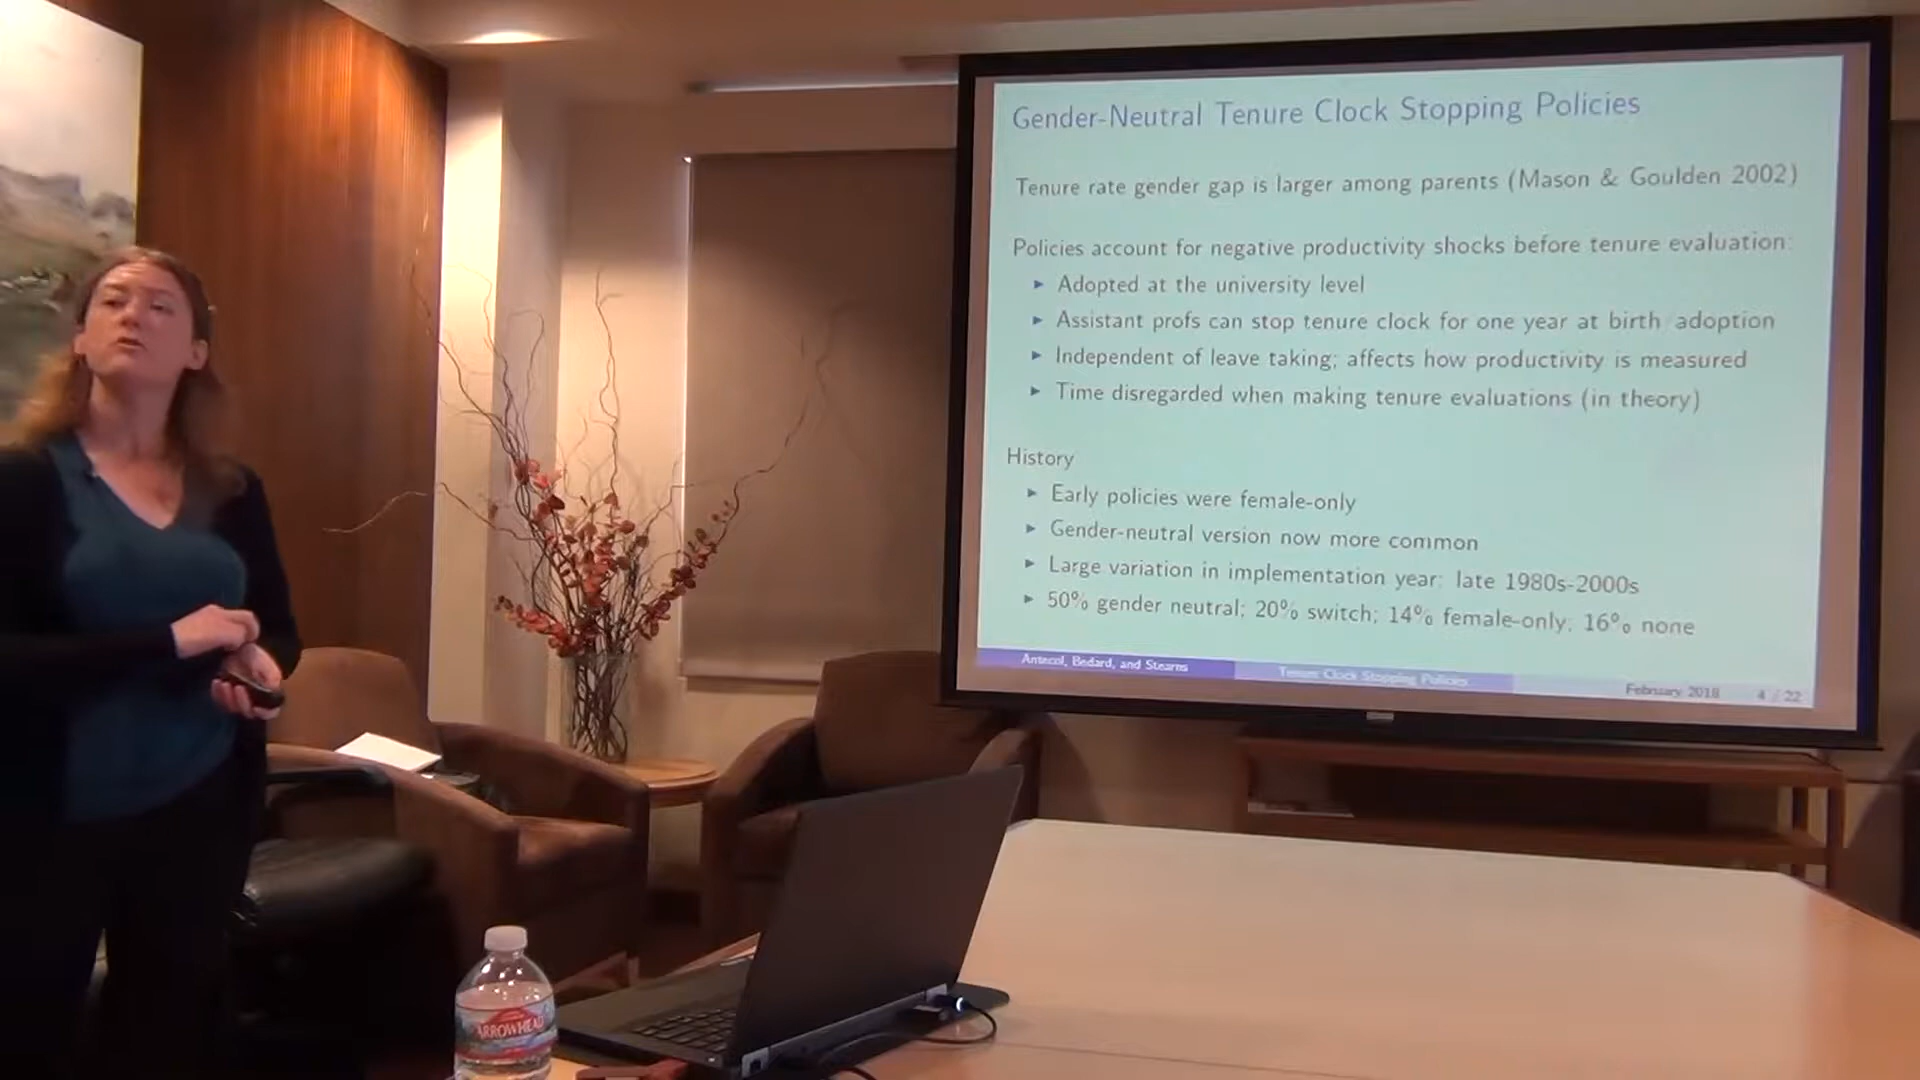 Gender-Neutral Tenure Clock Stopping Policies
Tenure rate gender gap is larger among parents (Mason & Goulden 2002)
Policies account for negative productivity shocks before tenure evaluation:
► Adopted at the university level
► Assistant profs can stop tenure clock for one year at birth/adoption
► Independent of leave taking; affects how productivity is measured
► Time disregarded when making tenure evaluations (in theory)
History
► Early policies were female-only
► Gender-neutral version now more common
► Large variation in implementation year: late 1980s-2000s
► 50% gender neutral; 20% switch; 14% female-only; 16% none
Antecol, Bedard, and Stearns
Tenure Clock Stopping Policies
February 2018
4 / 22
ARROWHEAD